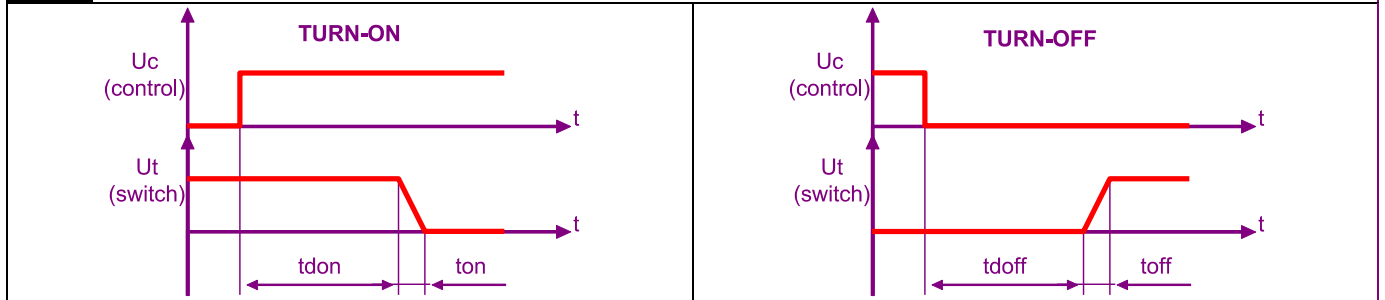 TURN-ON
Uc
(control)
t
Ut
(switch)
t
tdon
ton
TURN-OFF
Uc
(control)
t
Ut
(switch)
t
tdoff
toff